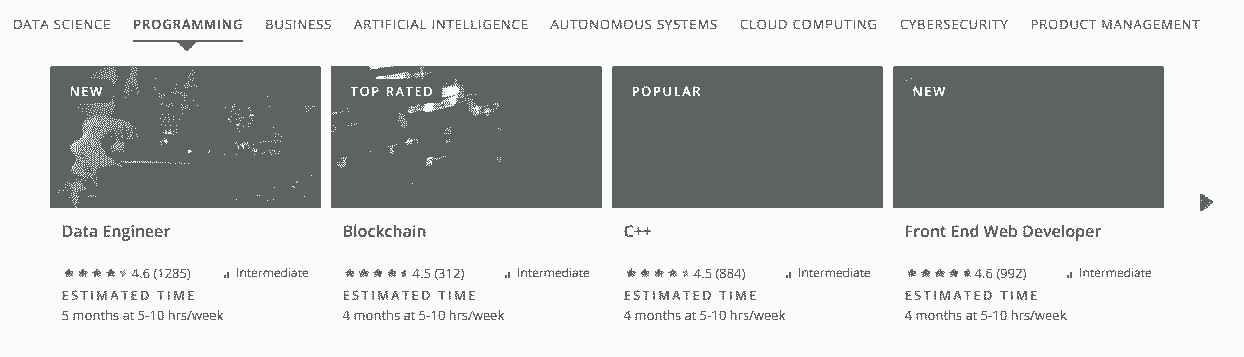 DATA SCIENCE PROGRAMMING BUSINESS ARTIFICIAL INTELLIGENCE AUTONOMOUS SYSTEMS CLOUD COMPUTING CYBERSECURITY PRODUCT MANAGEMENT
NEW
Data Engineer
4.6 (1285) Intermediate
ESTIMATED TIME
5 months at 5-10 hrs/week
TOP RATED
Blockchain
4.5 (312) Intermediate
ESTIMATED TIME
4 months at 5-10 hrs/week
POPULAR
C++
4.5 (884) Intermediate
ESTIMATED TIME
4 months at 5-10 hrs/week
NEW
Front End Web Developer
4.6 (992) Intermediate
ESTIMATED TIME
4 months at 5-10 hrs/week